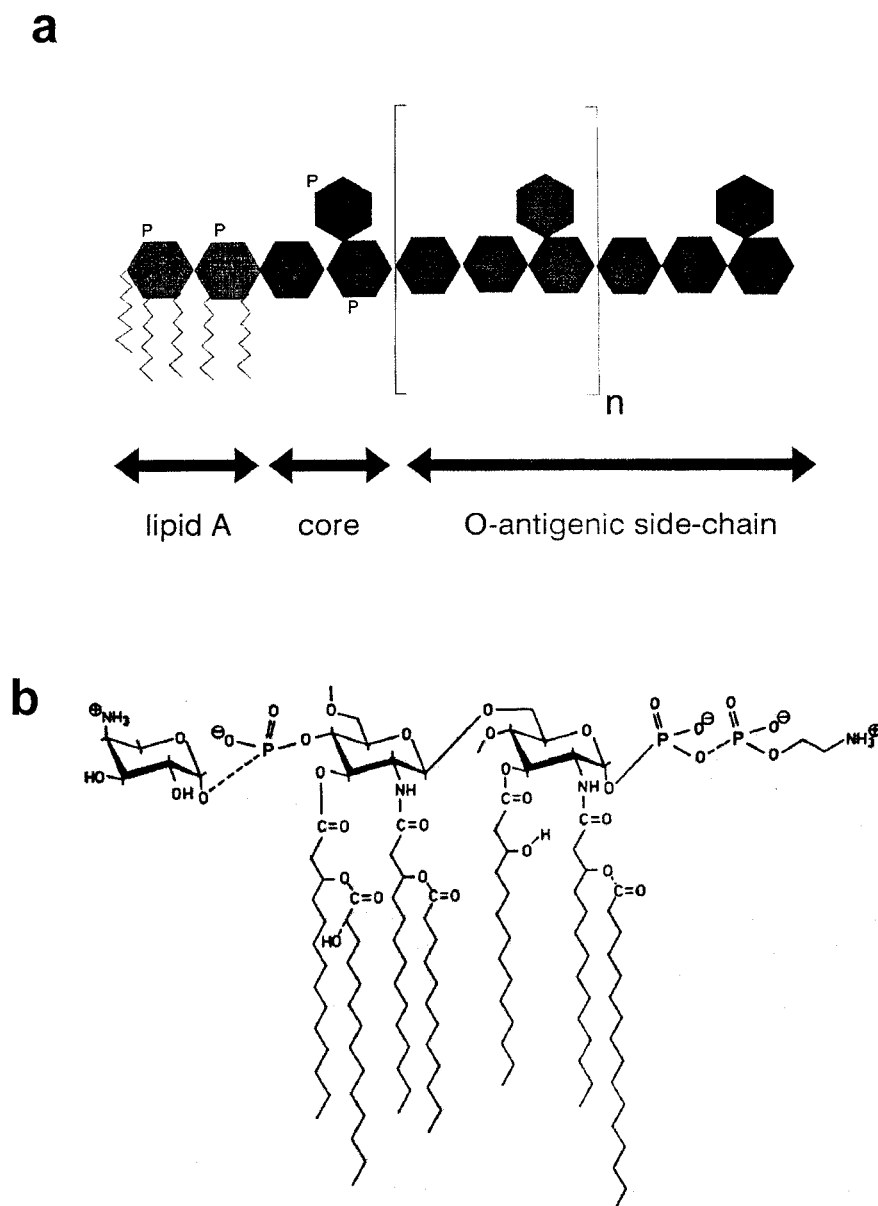 a
P
P P
P
n
lipid A core O-antigenic side-chain
b
⊕NH₃
HO
OH
O
⊖O P O
O
O
O
O
O
P
O⊖
O
O
P
O⊖
O
NH₃⊕
O
O
C=O
NH
C=O
O
C=O
O-H
NH
C=O
O
C=O
HO
O
C=O
O
C=O